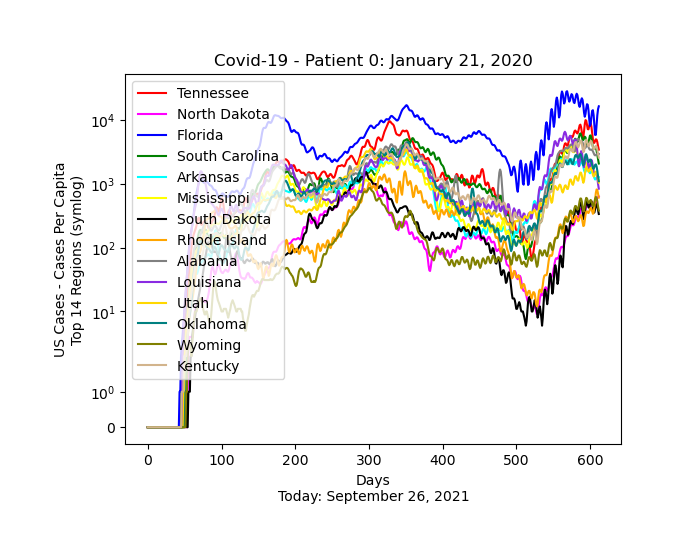 Covid-19 - Patient 0: January 21, 2020
US Cases - Cases Per Capita
Top 14 Regions (symlog)
10⁴
10³
10²
10¹
10⁰
0
Tennessee
North Dakota
Florida
South Carolina
Arkansas
Mississippi
South Dakota
Rhode Island
Alabama
Louisiana
Utah
Oklahoma
Wyoming
Kentucky
0 100 200 300 400 500 600
Days
Today: September 26, 2021